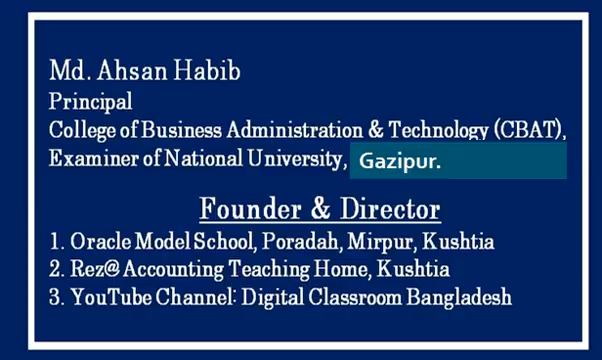 Md. Ahsan Habib
Principal
College of Business Administration & Technology (CBAT),
Examiner of National University, Gazipur.
Founder & Director
1. Oracle Model School, Poradah, Mirpur, Kushtia
2. Rez@ Accounting Teaching Home, Kushtia
3. YouTube Channel: Digital Classroom Bangladesh